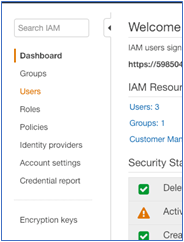 Search IAM
Welcome
IAM users sign
https://598504
Dashboard
Groups
IAM Resour
Users
Users: 3
Roles
Groups: 1
Policies
Customer Man
Identity providers
Account settings
Security Sta
Credential report
Dele
Activ
Encryption keys
Crea